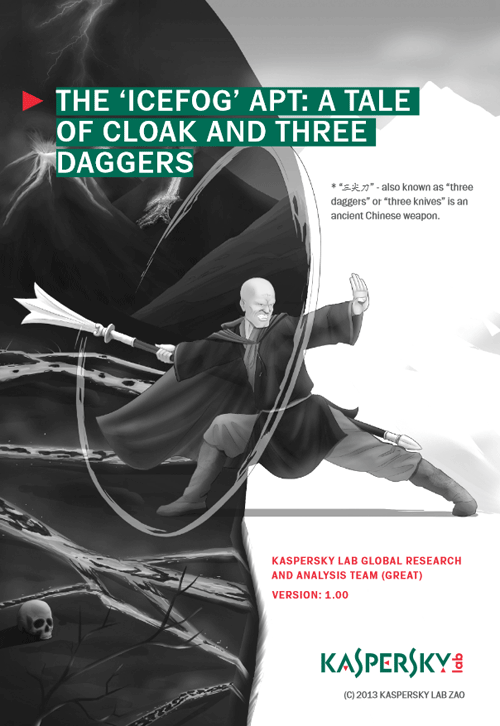 THE ‘ICEFOG’ APT: A TALE
OF CLOAK AND THREE
DAGGERS
* “三尖刀” - also known as “three
daggers” or “three knives” is an
ancient Chinese weapon.
KASPERSKY LAB GLOBAL RESEARCH
AND ANALYSIS TEAM (GREAT)
VERSION: 1.00
KASPERSKY lab
(C) 2013 KASPERSKY LAB ZAO